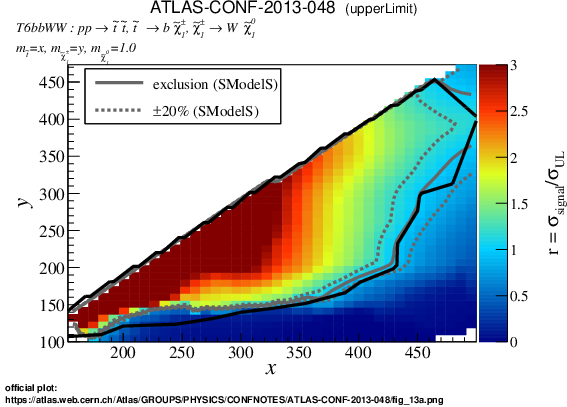 ATLAS-CONF-2013-048 (upperLimit)
T6bbWW : pp → t̃ t̃, t̃ → b χ̃₁±, χ̃₁± → W χ̃₁⁰
m_t̃=x, m_χ̃₁±=y, m_χ̃₁⁰=1.0
exclusion (SModelS)
±20% (SModelS)
450
400
350
300
250
200
150
100
y
200 250 300 350 400 450
x
3
2.5
2
1.5
1
0.5
0
r = σ_signal/σ_UL
official plot:
https://atlas.web.cern.ch/Atlas/GROUPS/PHYSICS/CONFNOTES/ATLAS-CONF-2013-048/fig_13a.png